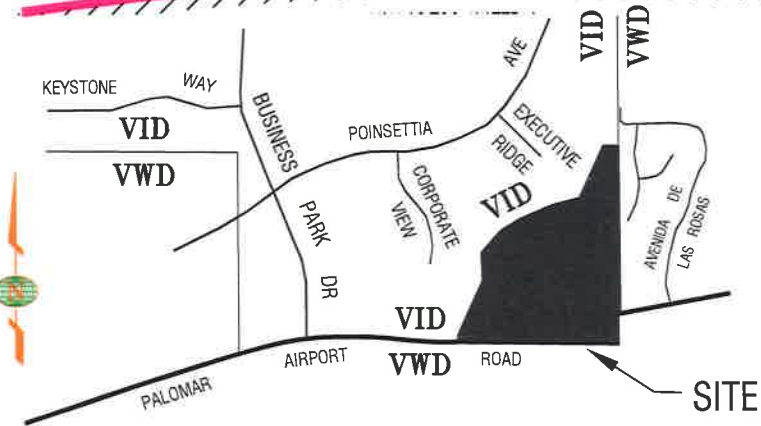 VID
VWD
KEYSTONE WAY
VID
VWD
BUSINESS PARK DR
POINSETTIA AVE
EXECUTIVE RIDGE
CORPORATE VIEW
VID
AVENIDA DE LAS ROSAS
N
VID
VWD
PALOMAR AIRPORT ROAD
SITE